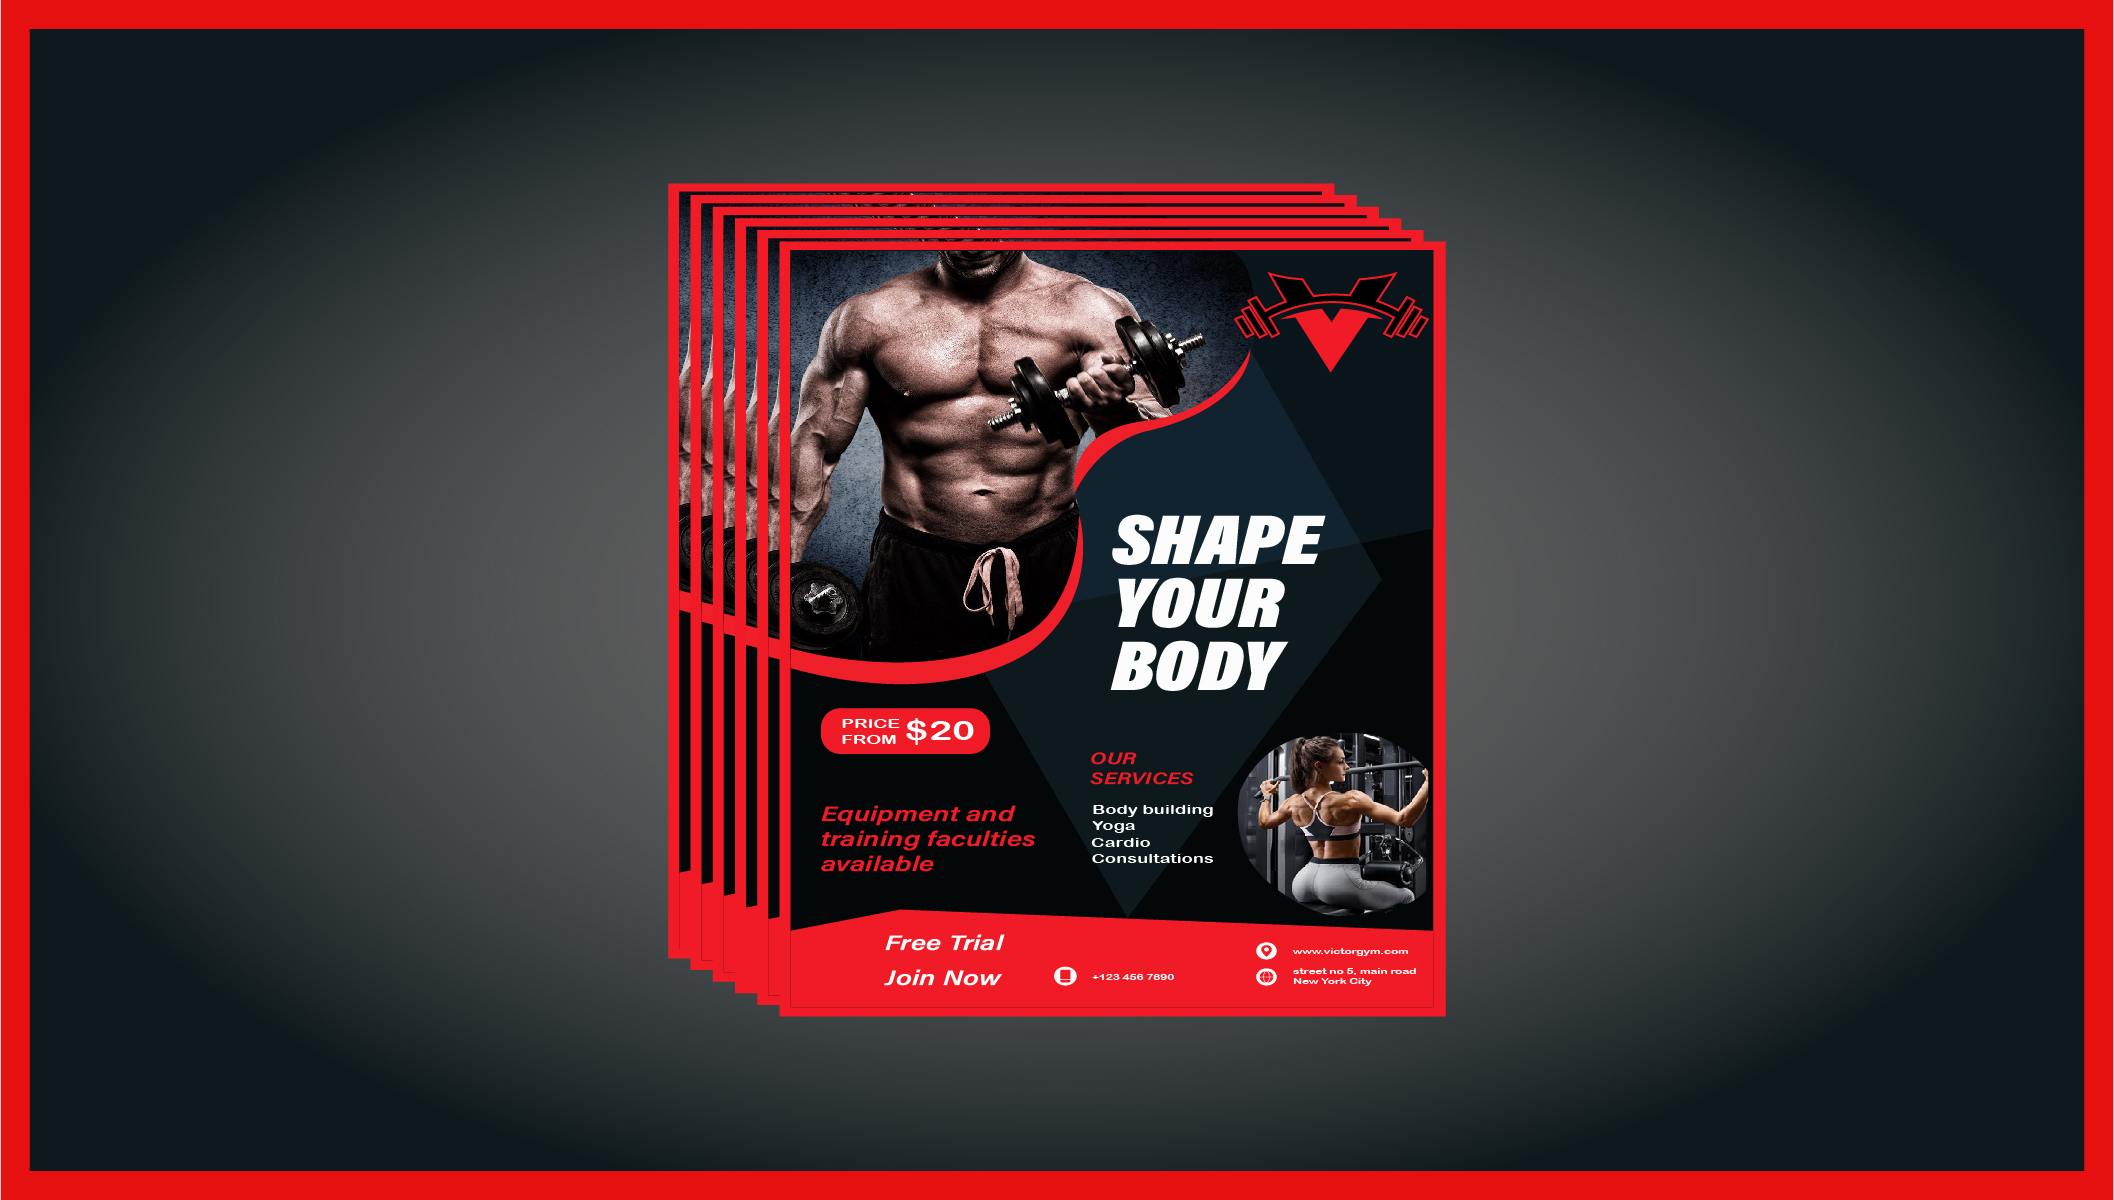 SHAPE
YOUR
BODY
PRICE
FROM $20
OUR
SERVICES
Body building
Yoga
Cardio
Consultations
Equipment and
training faculties
available
Free Trial
Join Now
+123 456 7890
www.victorgym.com
street no 5, main road
New York City